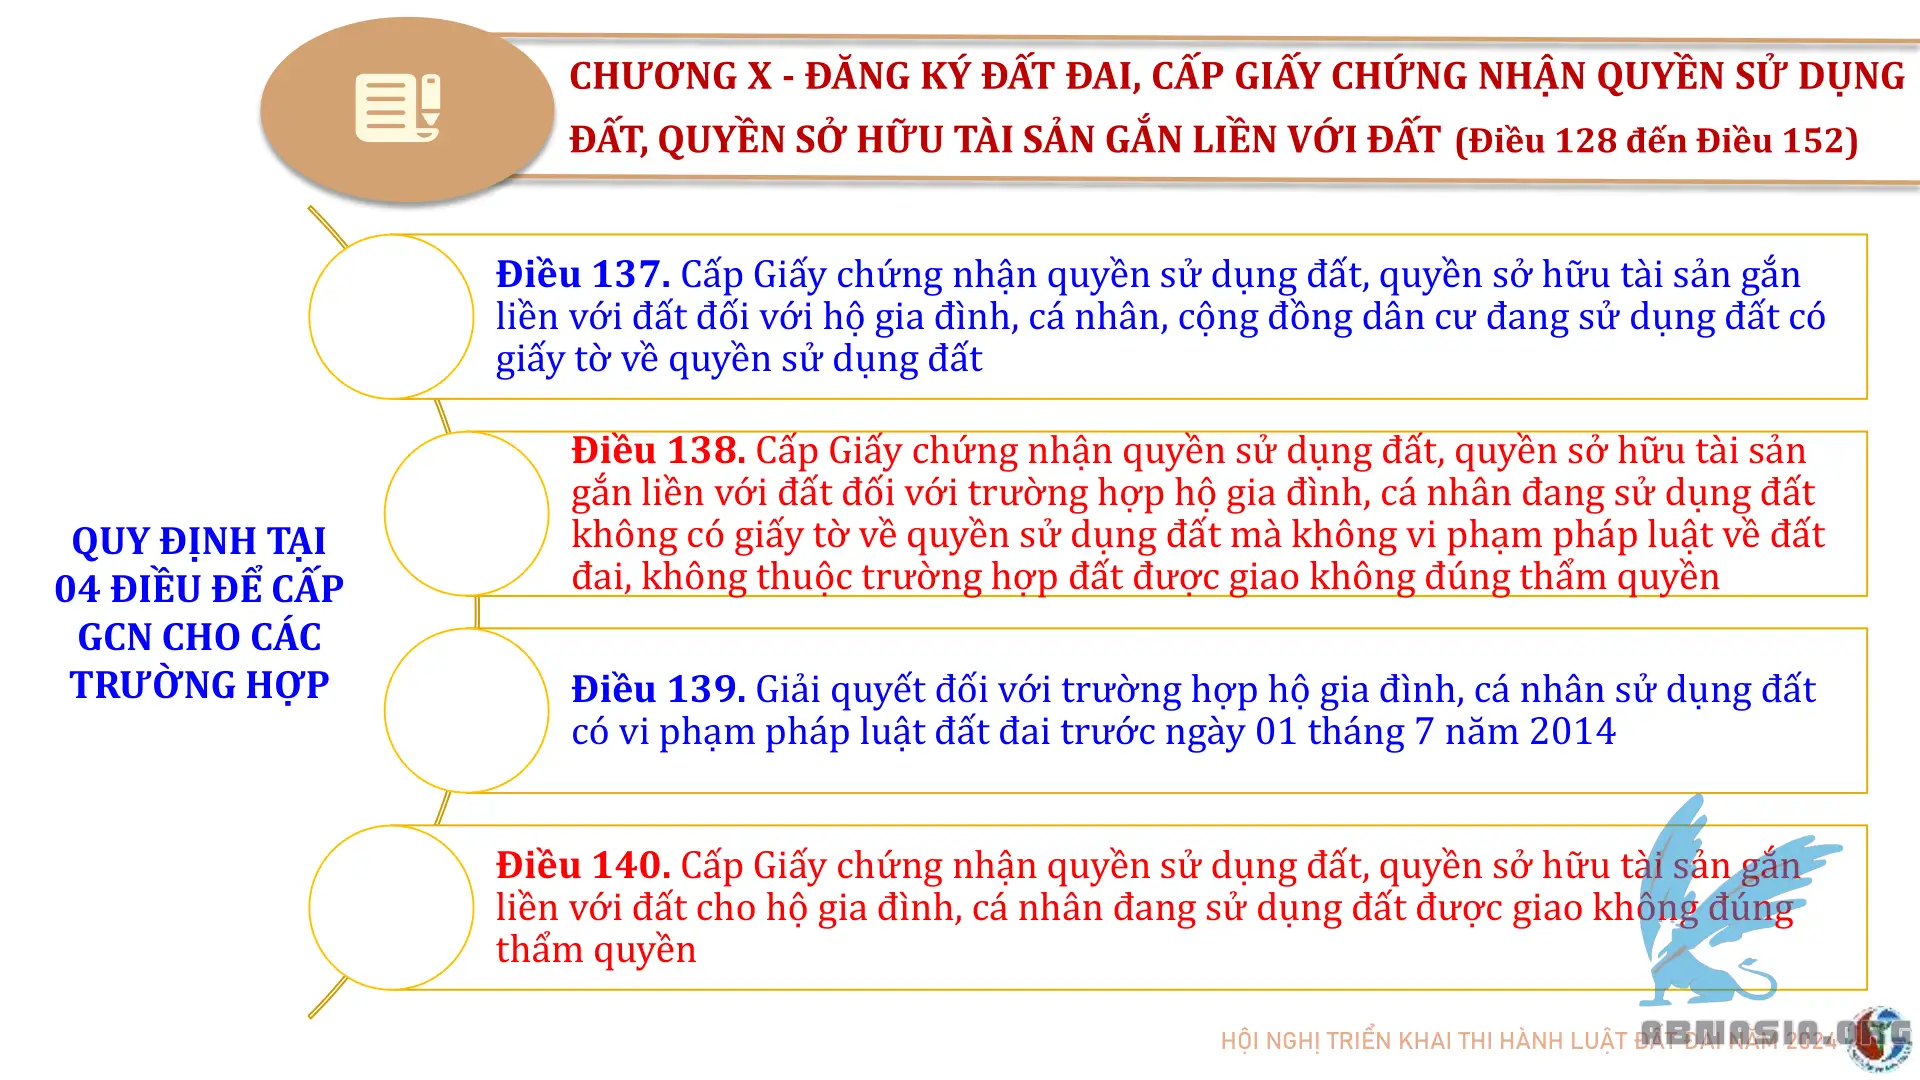 CHƯƠNG X - ĐĂNG KÝ ĐẤT ĐAI, CẤP GIẤY CHỨNG NHẬN QUYỀN SỬ DỤNG
ĐẤT, QUYỀN SỞ HỮU TÀI SẢN GẮN LIỀN VỚI ĐẤT (Điều 128 đến Điều 152)
QUY ĐỊNH TẠI
04 ĐIỀU ĐỂ CẤP
GCN CHO CÁC
TRƯỜNG HỢP
Điều 137. Cấp Giấy chứng nhận quyền sử dụng đất, quyền sở hữu tài sản gắn
liền với đất đối với hộ gia đình, cá nhân, cộng đồng dân cư đang sử dụng đất có
giấy tờ về quyền sử dụng đất
Điều 138. Cấp Giấy chứng nhận quyền sử dụng đất, quyền sở hữu tài sản
gắn liền với đất đối với trường hợp hộ gia đình, cá nhân đang sử dụng đất
không có giấy tờ về quyền sử dụng đất mà không vi phạm pháp luật về đất
đai, không thuộc trường hợp đất được giao không đúng thẩm quyền
Điều 139. Giải quyết đối với trường hợp hộ gia đình, cá nhân sử dụng đất
có vi phạm pháp luật đất đai trước ngày 01 tháng 7 năm 2014
Điều 140. Cấp Giấy chứng nhận quyền sử dụng đất, quyền sở hữu tài sản gắn
liền với đất cho hộ gia đình, cá nhân đang sử dụng đất được giao không đúng
thẩm quyền
HỘI NGHỊ TRIỂN KHAI THI HÀNH LUẬT ĐẤT ĐAI NĂM 2024
ABMASIA.ORG